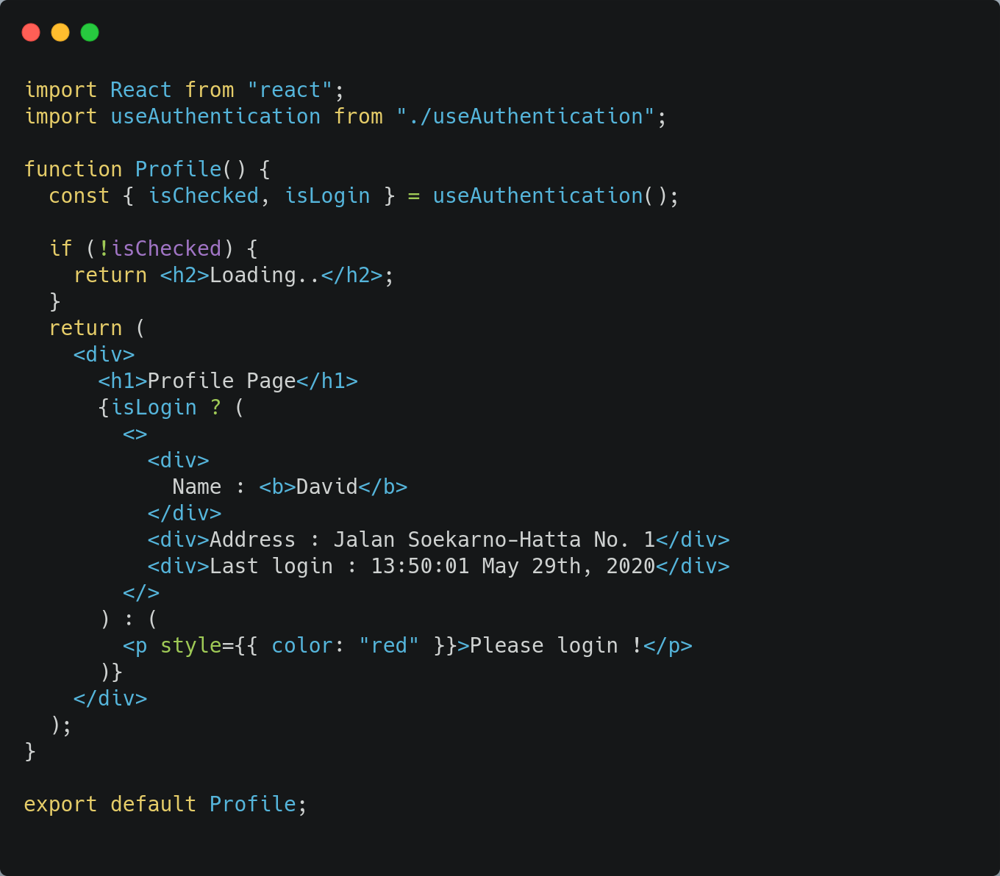 import React from "react";
import useAuthentication from "./useAuthentication";

function Profile() {
  const { isChecked, isLogin } = useAuthentication();

  if (!isChecked) {
    return <h2>Loading..</h2>;
  }
  return (
    <div>
      <h1>Profile Page</h1>
      {isLogin ? (
        <>
          <div>
            Name : <b>David</b>
          </div>
          <div>Address : Jalan Soekarno-Hatta No. 1</div>
          <div>Last login : 13:50:01 May 29th, 2020</div>
        </>
      ) : (
        <p style={{ color: "red" }}>Please login !</p>
      )}
    </div>
  );
}

export default Profile;